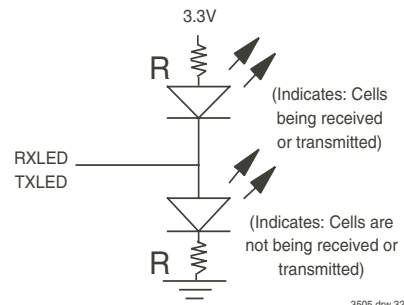 3.3V
R
(Indicates: Cells
being received
or transmitted)
RXLED
TXLED
(Indicates: Cells are
not being received or
transmitted)
R
3505 drw 32